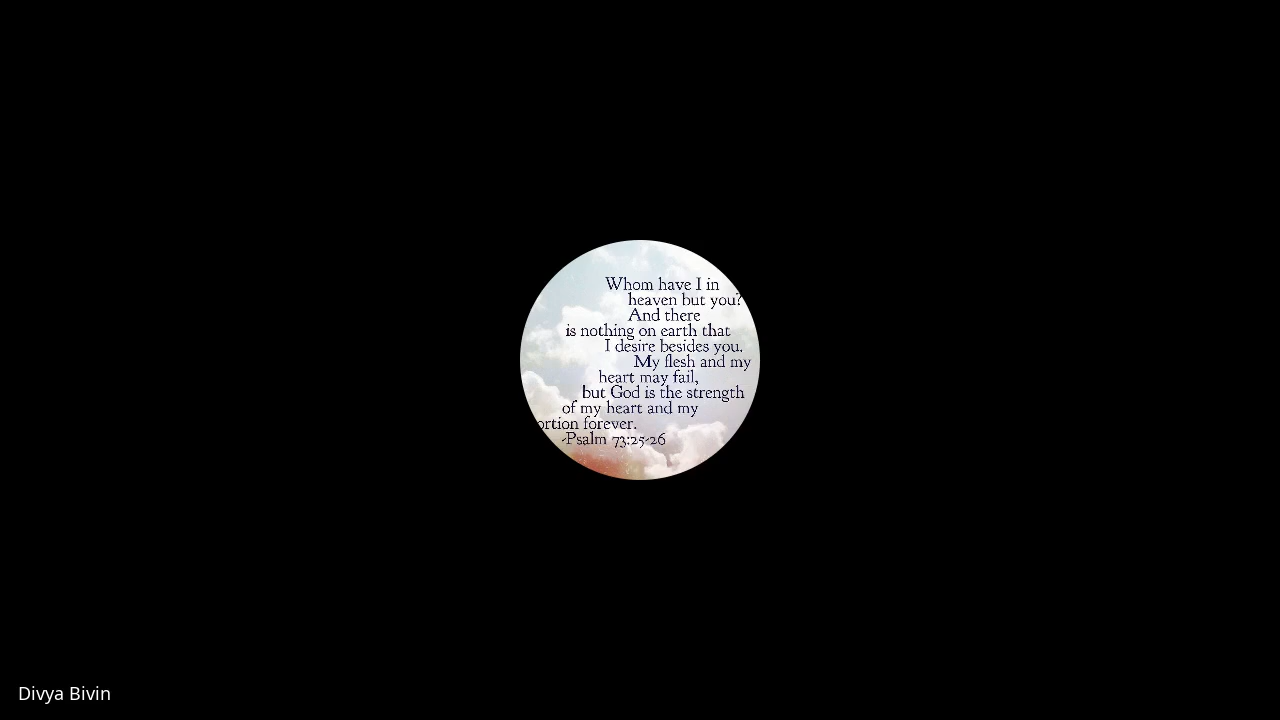 Whom have I in
heaven but you?
And there
is nothing on earth that
I desire besides you.
My flesh and my
heart may fail,
but God is the strength
of my heart and my
ortion forever.
-Psalm 73:25-26
Divya Bivin